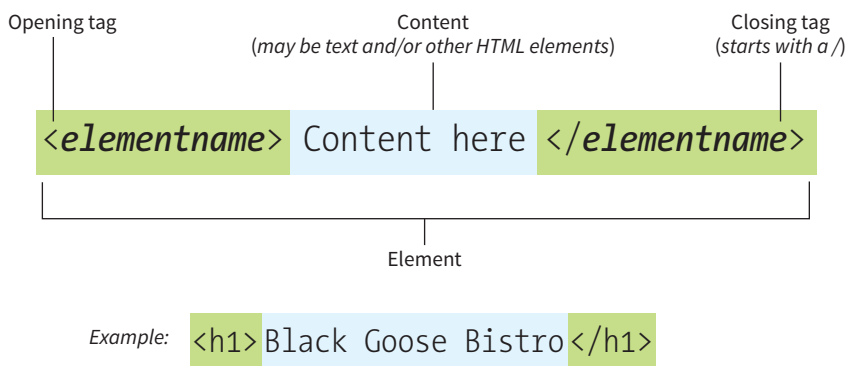 Opening tag
Content
(may be text and/or other HTML elements)
Closing tag
(starts with a /)
<elementname> Content here </elementname>
Element
Example: <h1>Black Goose Bistro</h1>